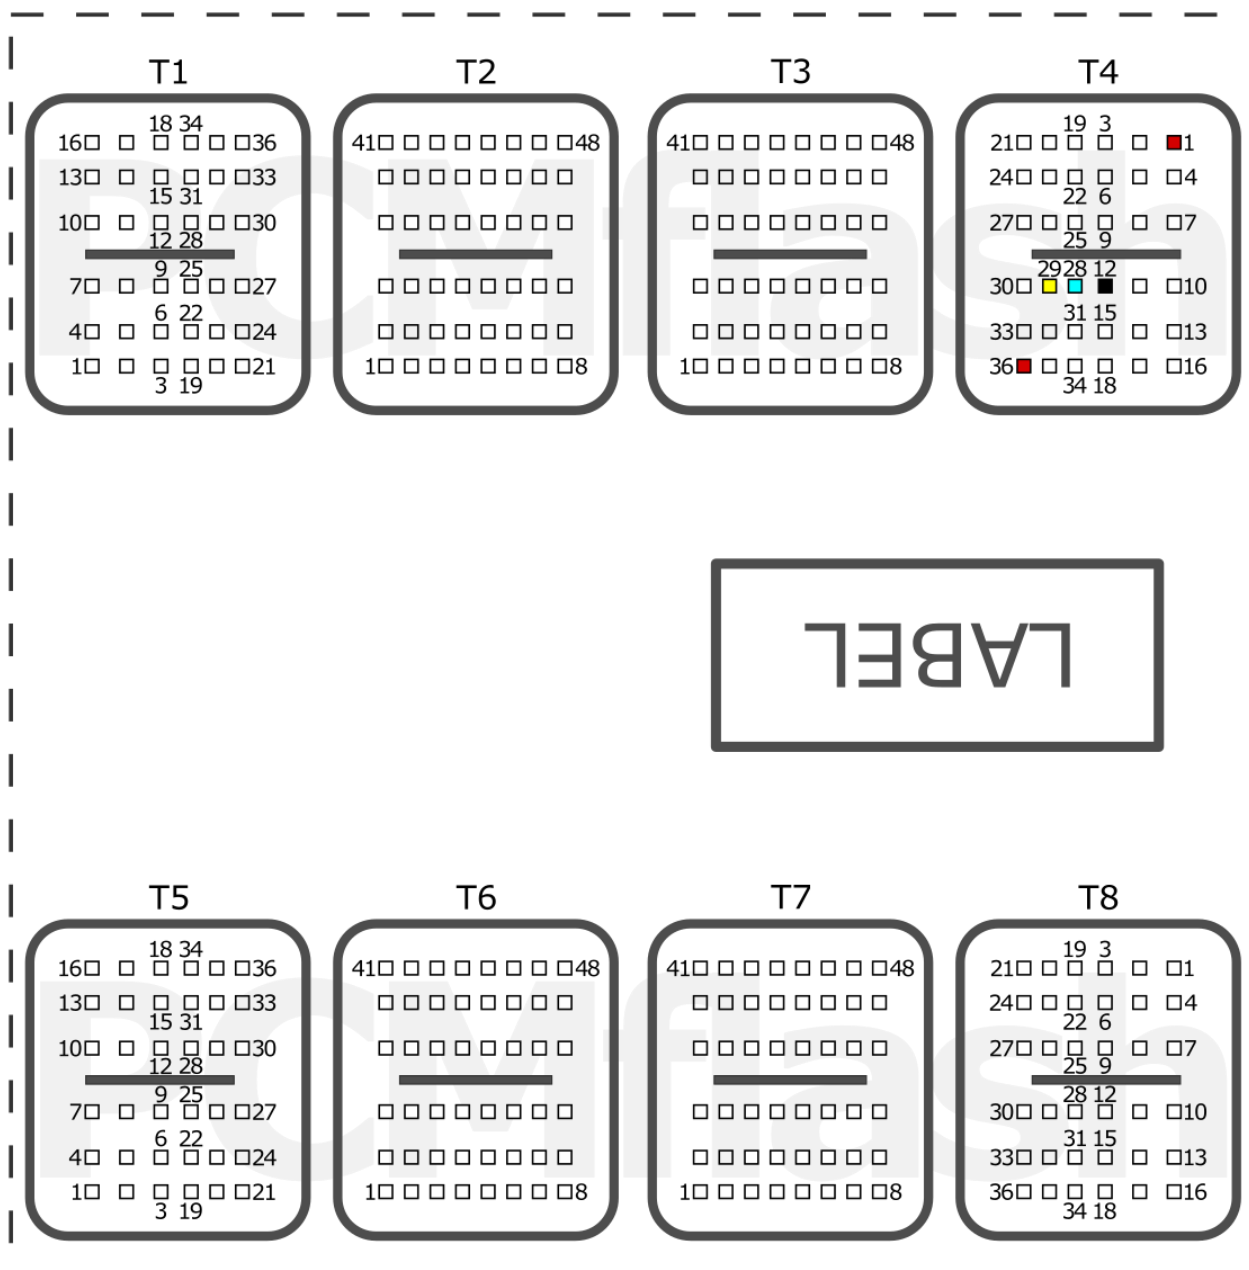 T1 T2 T3 T4
18 34 19 3
16 36 41 48 41 48 21 1
13 33 24 4
15 31 22 6
10 30 27 7
12 28 25 9
9 25 29 28 12
7 27 30 10
6 22 31 15
4 24 33 13
1 21 1 8 1 8 36 16
3 19 34 18
PCMflash
LABEL
T5 T6 T7 T8
18 34 19 3
16 36 41 48 41 48 21 1
13 33 24 4
15 31 22 6
10 30 27 7
12 28 25 9
9 25 28 12
7 27 30 10
6 22 31 15
4 24 33 13
1 21 1 8 1 8 36 16
3 19 34 18
PCMflash